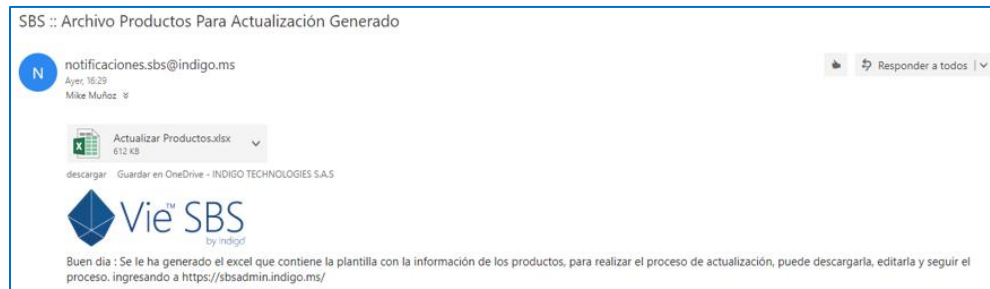 SBS :: Archivo Productos Para Actualización Generado
N
notificaciones.sbs@indigo.ms
Ayer, 16:29
Mike Muñoz
Responder a todos
Actualizar Productos.xlsx
612 KB
descargar Guardar en OneDrive - INDIGO TECHNOLOGIES S.A.S
Vie™ SBS
by Indigo
Buen dia : Se le ha generado el excel que contiene la plantilla con la información de los productos, para realizar el proceso de actualización, puede descargarla, editarla y seguir el
proceso. ingresando a https://sbsadmin.indigo.ms/